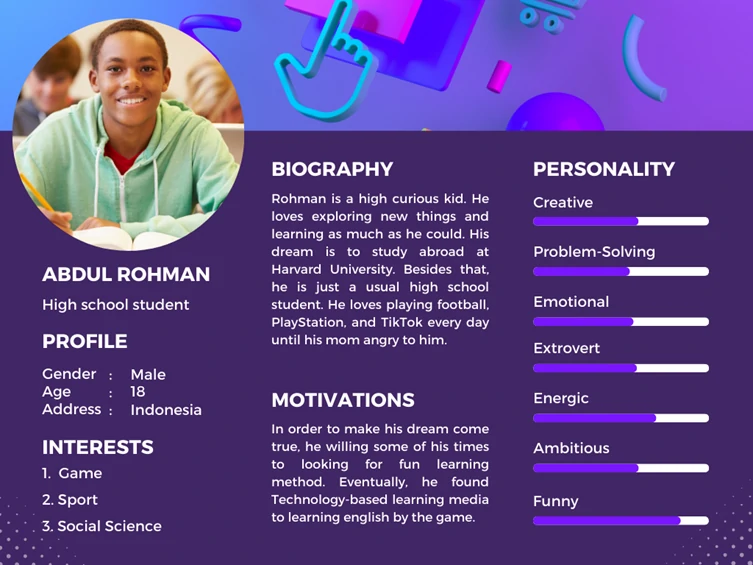 ABDUL ROHMAN
High school student
PROFILE
Gender : Male
Age : 18
Address : Indonesia
INTERESTS
1. Game
2. Sport
3. Social Science
BIOGRAPHY
Rohman is a high curious kid. He
loves exploring new things and
learning as much as he could. His
dream is to study abroad at
Harvard University. Besides that,
he is just a usual high school
student. He loves playing football,
PlayStation, and TikTok every day
until his mom angry to him.
MOTIVATIONS
In order to make his dream come
true, he willing some of his times
to looking for fun learning
method. Eventually, he found
Technology-based learning media
to learning english by the game.
PERSONALITY
Creative
Problem-Solving
Emotional
Extrovert
Energic
Ambitious
Funny